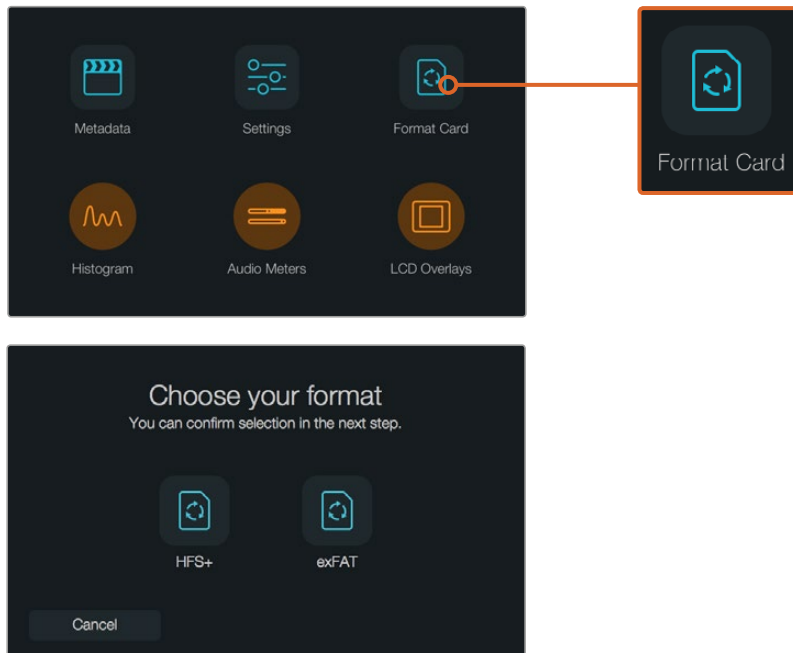 Metadata
Settings
Format Card
Format Card
Histogram
Audio Meters
LCD Overlays
Choose your format
You can confirm selection in the next step.
HFS+
exFAT
Cancel